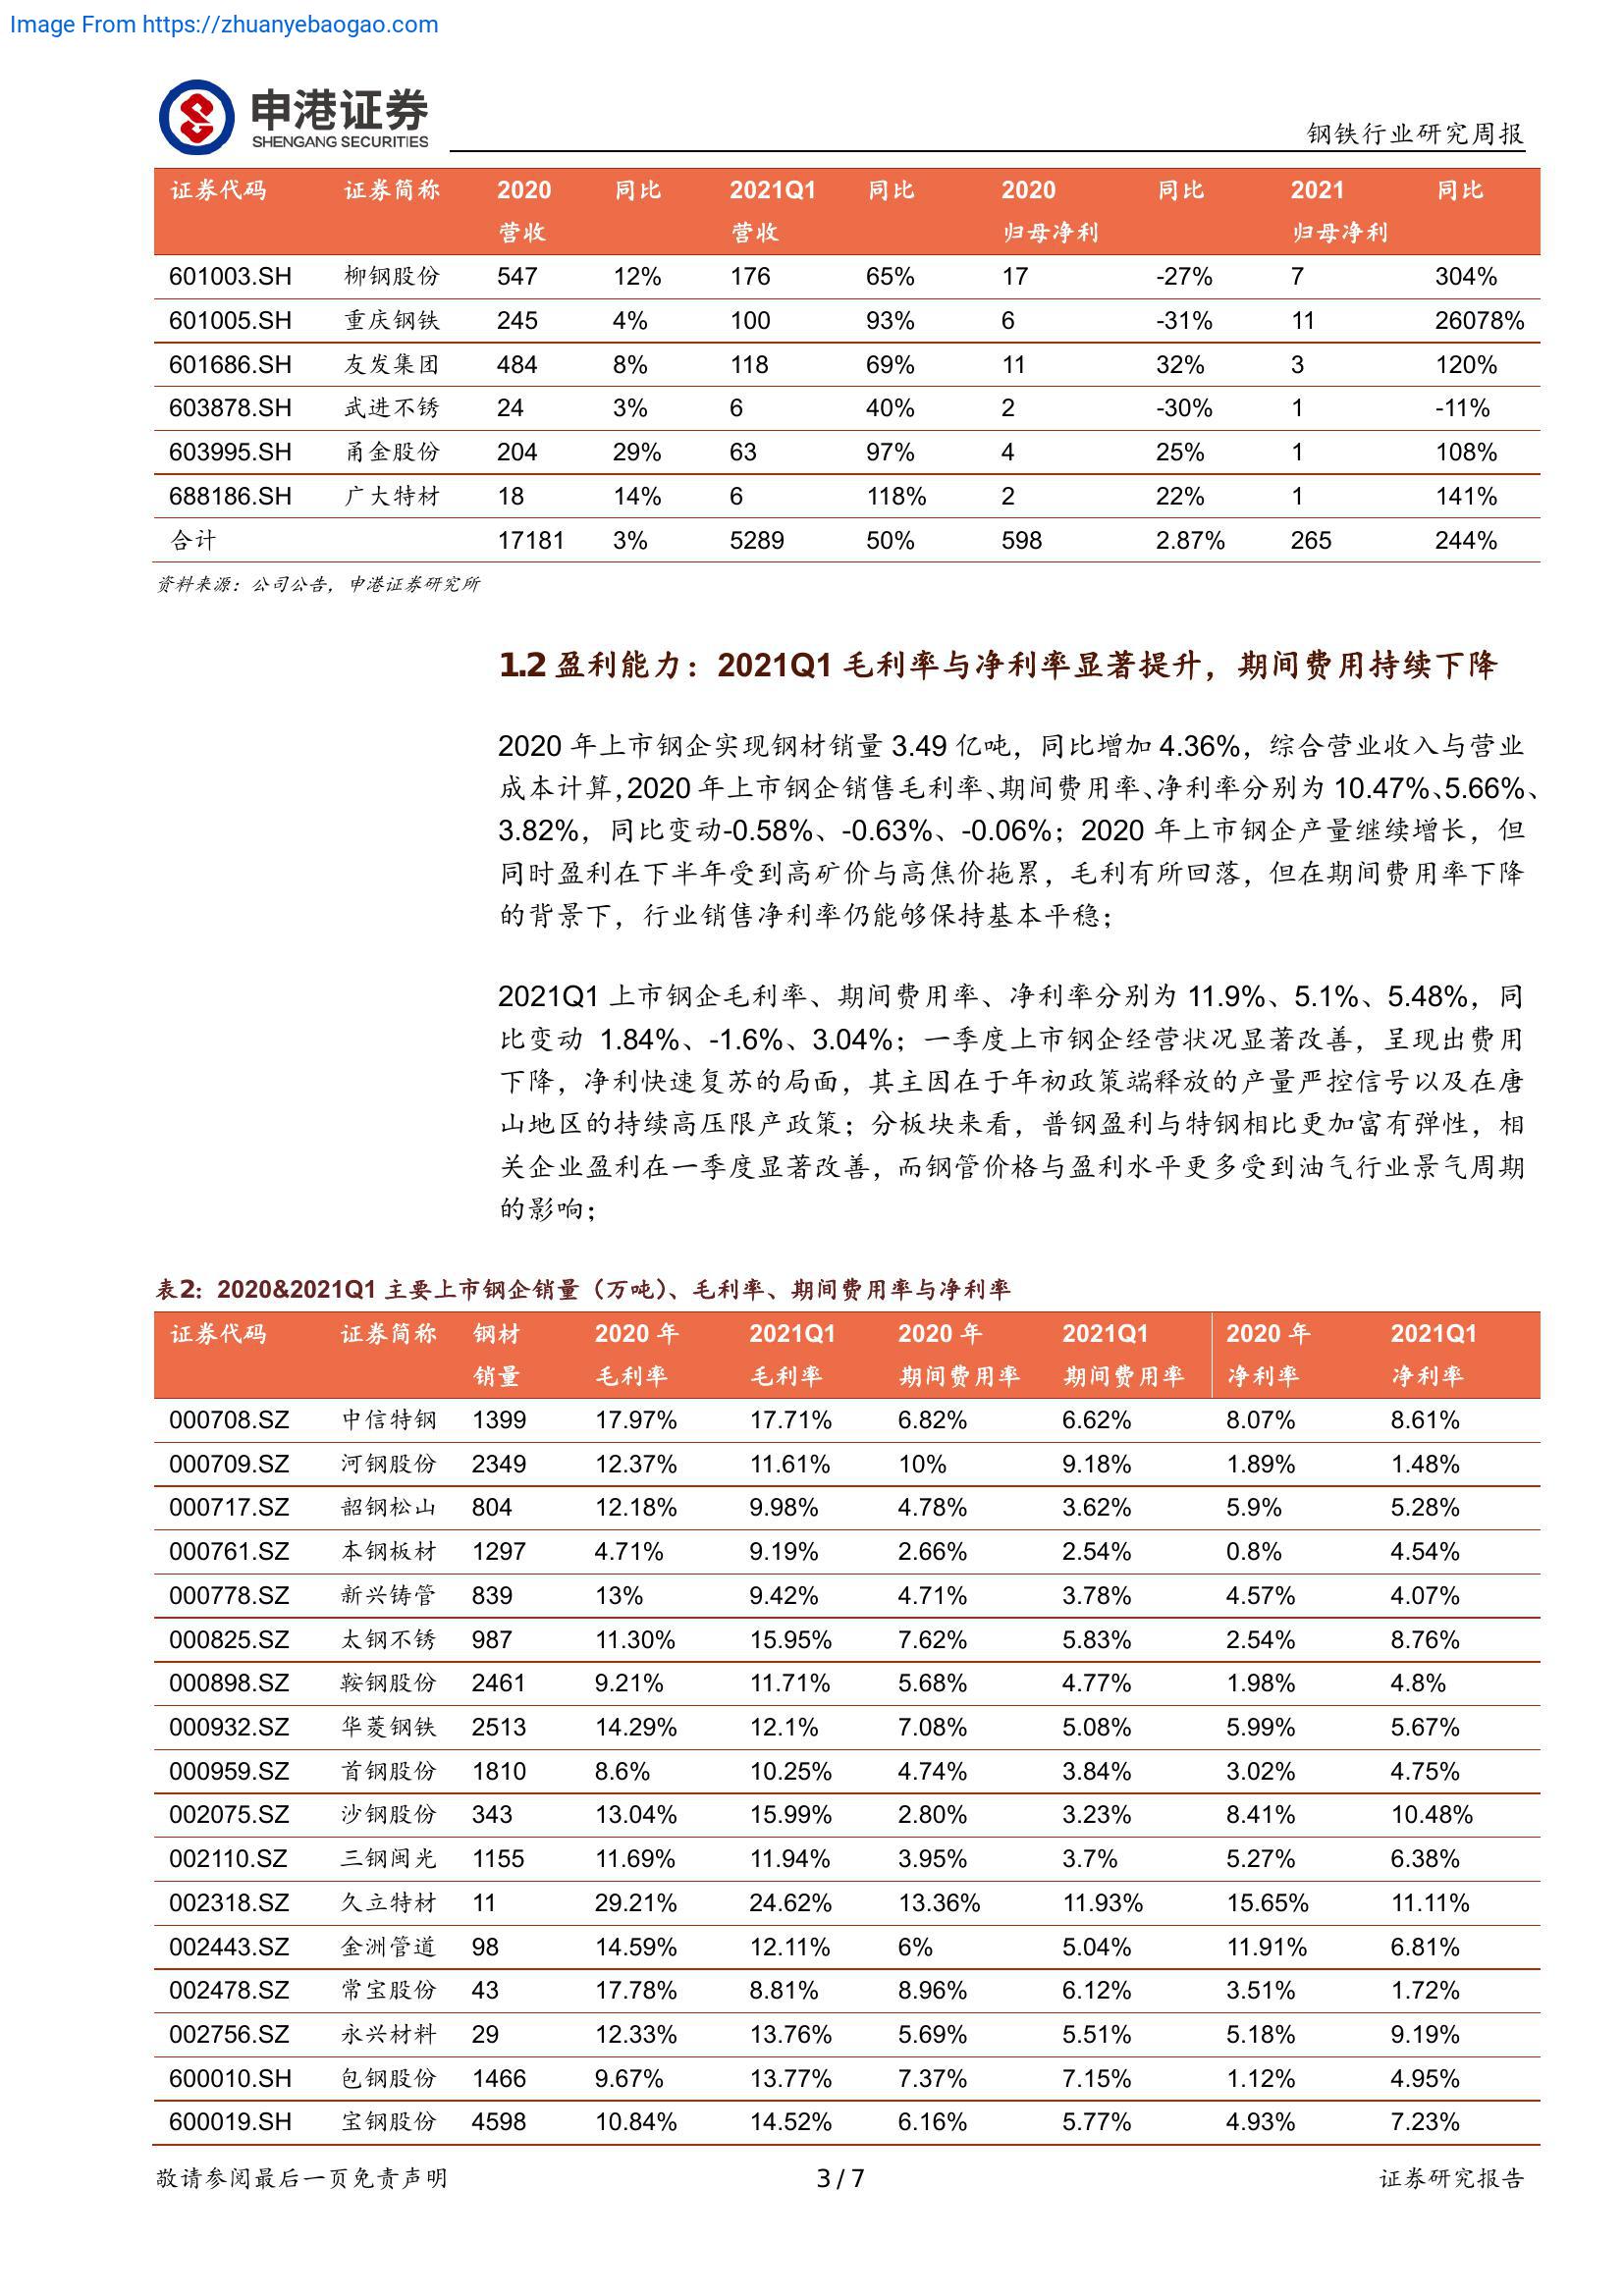 Image From https://zhuanyebaogao.com
申港证券
SHENGANG SECURITIES
钢铁行业研究周报
证券代码 证券简称 2020 同比 2021Q1 同比 2020 同比 2021 同比
营收 营收 归母净利 归母净利
601003.SH 柳钢股份 547 12% 176 65% 17 -27% 7 304%
601005.SH 重庆钢铁 245 4% 100 93% 6 -31% 11 26078%
601686.SH 友发集团 484 8% 118 69% 11 32% 3 120%
603878.SH 武进不锈 24 3% 6 40% 2 -30% 1 -11%
603995.SH 甬金股份 204 29% 63 97% 4 25% 1 108%
688186.SH 广大特材 18 14% 6 118% 2 22% 1 141%
合计 17181 3% 5289 50% 598 2.87% 265 244%
资料来源：公司公告，申港证券研究所
1.2 盈利能力：2021Q1 毛利率与净利率显著提升，期间费用持续下降
2020 年上市钢企实现钢材销量 3.49 亿吨，同比增加 4.36%，综合营业收入与营业
成本计算，2020 年上市钢企销售毛利率、期间费用率、净利率分别为 10.47%、5.66%、
3.82%，同比变动-0.58%、-0.63%、-0.06%；2020 年上市钢企产量继续增长，但
同时盈利在下半年受到高矿价与高焦价拖累，毛利有所回落，但在期间费用率下降
的背景下，行业销售净利率仍能够保持基本平稳；
2021Q1 上市钢企毛利率、期间费用率、净利率分别为 11.9%、5.1%、5.48%，同
比变动 1.84%、-1.6%、3.04%；一季度上市钢企经营状况显著改善，呈现出费用
下降，净利快速复苏的局面，其主因在于年初政策端释放的产量严控信号以及在唐
山地区的持续高压限产政策；分板块来看，普钢盈利与特钢相比更加富有弹性，相
关企业盈利在一季度显著改善，而钢管价格与盈利水平更多受到油气行业景气周期
的影响；
表2：2020&2021Q1 主要上市钢企销量（万吨）、毛利率、期间费用率与净利率
证券代码 证券简称 钢材 2020 年 2021Q1 2020 年 2021Q1 2020 年 2021Q1
销量 毛利率 毛利率 期间费用率 期间费用率 净利率 净利率
000708.SZ 中信特钢 1399 17.97% 17.71% 6.82% 6.62% 8.07% 8.61%
000709.SZ 河钢股份 2349 12.37% 11.61% 10% 9.18% 1.89% 1.48%
000717.SZ 韶钢松山 804 12.18% 9.98% 4.78% 3.62% 5.9% 5.28%
000761.SZ 本钢板材 1297 4.71% 9.19% 2.66% 2.54% 0.8% 4.54%
000778.SZ 新兴铸管 839 13% 9.42% 4.71% 3.78% 4.57% 4.07%
000825.SZ 太钢不锈 987 11.30% 15.95% 7.62% 5.83% 2.54% 8.76%
000898.SZ 鞍钢股份 2461 9.21% 11.71% 5.68% 4.77% 1.98% 4.8%
000932.SZ 华菱钢铁 2513 14.29% 12.1% 7.08% 5.08% 5.99% 5.67%
000959.SZ 首钢股份 1810 8.6% 10.25% 4.74% 3.84% 3.02% 4.75%
002075.SZ 沙钢股份 343 13.04% 15.99% 2.80% 3.23% 8.41% 10.48%
002110.SZ 三钢闽光 1155 11.69% 11.94% 3.95% 3.7% 5.27% 6.38%
002318.SZ 久立特材 11 29.21% 24.62% 13.36% 11.93% 15.65% 11.11%
002443.SZ 金洲管道 98 14.59% 12.11% 6% 5.04% 11.91% 6.81%
002478.SZ 常宝股份 43 17.78% 8.81% 8.96% 6.12% 3.51% 1.72%
002756.SZ 永兴材料 29 12.33% 13.76% 5.69% 5.51% 5.18% 9.19%
600010.SH 包钢股份 1466 9.67% 13.77% 7.37% 7.15% 1.12% 4.95%
600019.SH 宝钢股份 4598 10.84% 14.52% 6.16% 5.77% 4.93% 7.23%
敬请参阅最后一页免责声明 3 / 7 证券研究报告